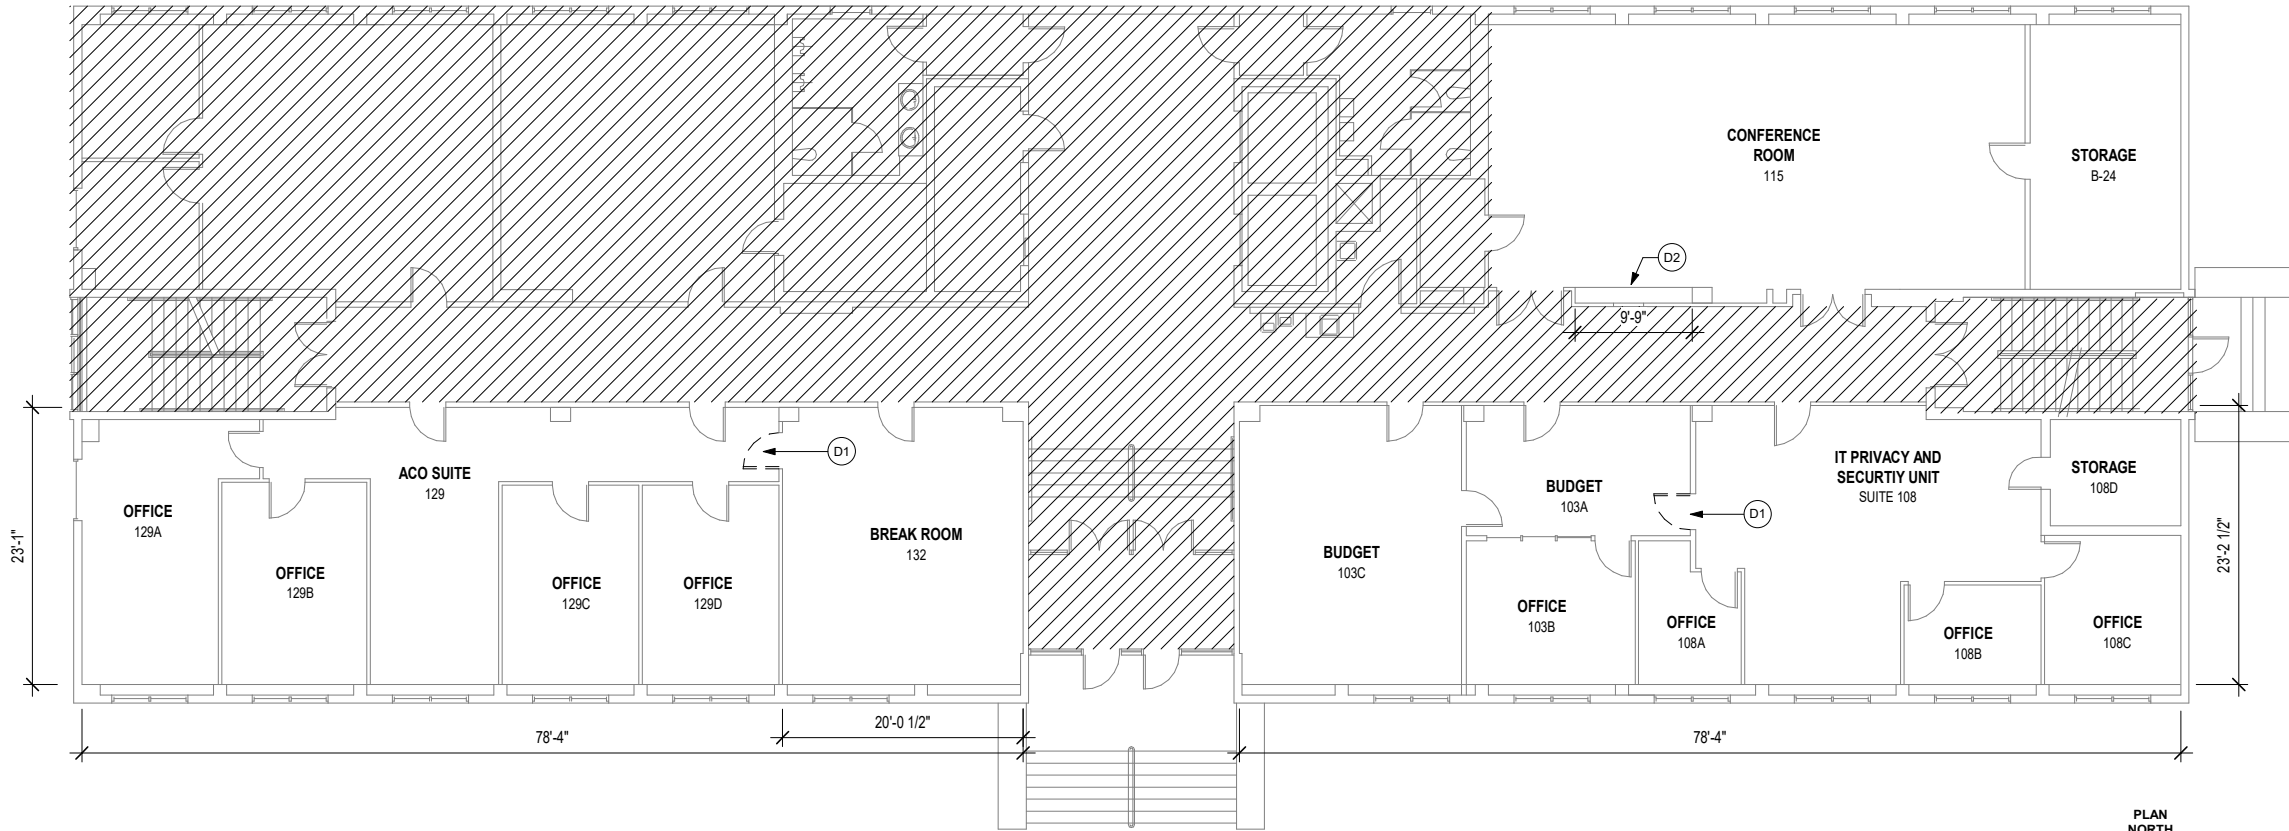 CONFERENCE
ROOM
115
STORAGE
B-24
D2
9'-9"
ACO SUITE
129
D1
OFFICE
129A
OFFICE
129B
OFFICE
129C
OFFICE
129D
BREAK ROOM
132
BUDGET
103C
BUDGET
103A
D1
OFFICE
103B
OFFICE
108A
IT PRIVACY AND
SECURTIY UNIT
SUITE 108
STORAGE
108D
OFFICE
108B
OFFICE
108C
23'-1"
23'-2 1/2"
20'-0 1/2"
78'-4"
78'-4"
PLAN
NORTH